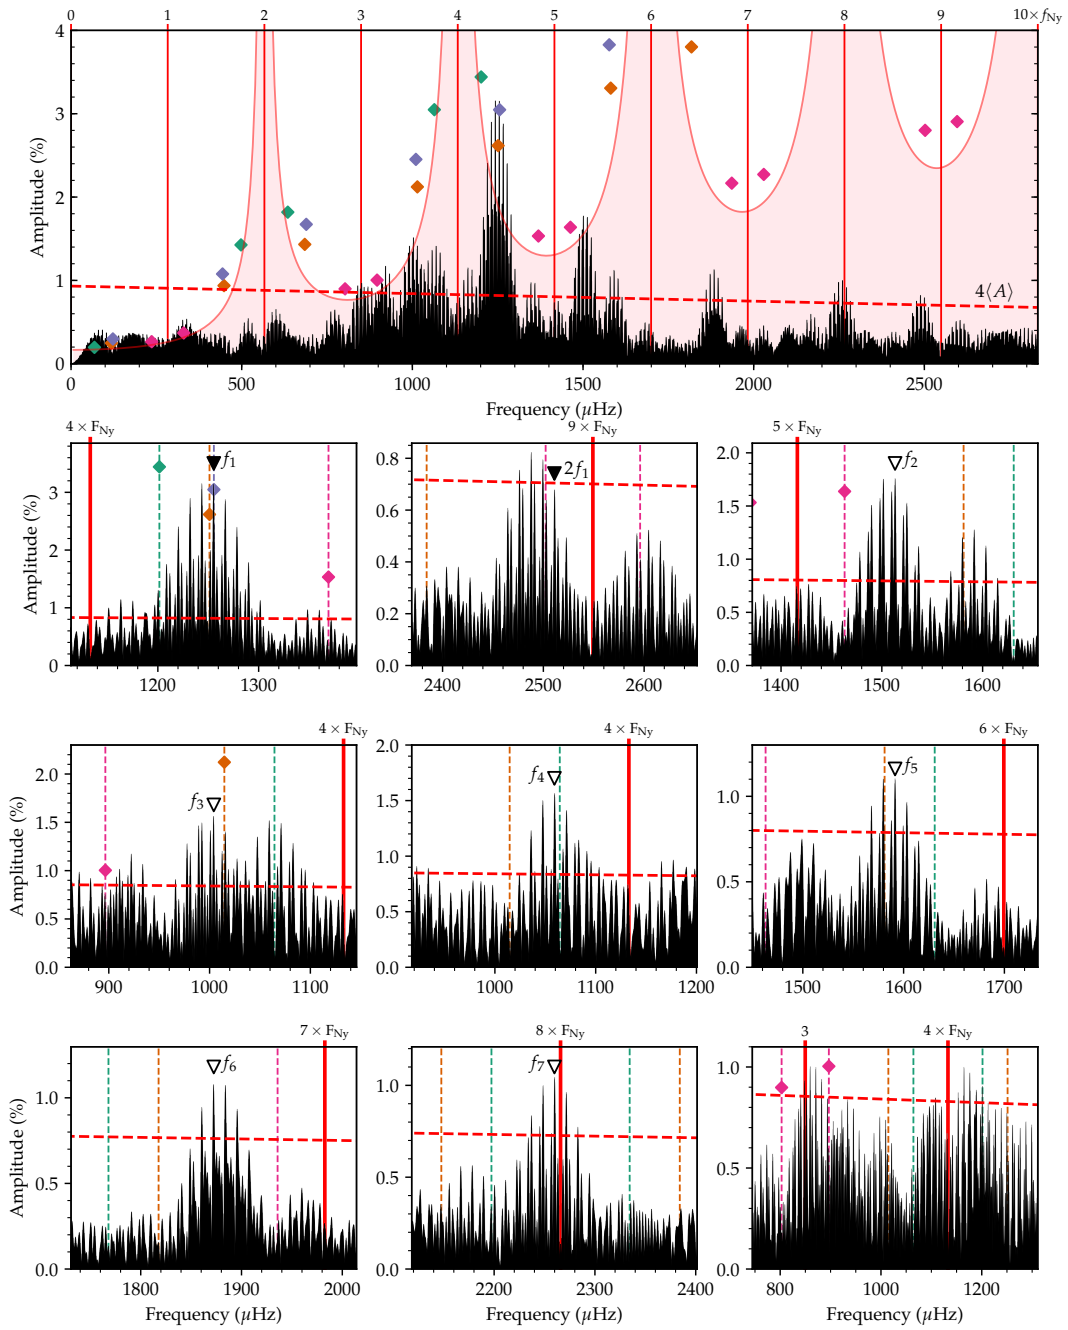 0 1 2 3 4 5 6 7 8 9 10× f_Ny
4 3 2 1 0
Amplitude (%)
4⟨A⟩
0 500 1000 1500 2000 2500
Frequency (μHz)
4 × F_Ny 9 × F_Ny 5 × F_Ny
f_1 2f_1 f_2
3 2 1 0
0.8 0.6 0.4 0.2 0.0
2.0 1.5 1.0 0.5 0.0
Amplitude (%)
1200 1300 2400 2500 2600 1400 1500 1600
4 × F_Ny 4 × F_Ny 6 × F_Ny
f_3 f_4 f_5
2.0 1.5 1.0 0.5 0.0
2.0 1.5 1.0 0.5 0.0
1.0 0.5 0.0
Amplitude (%)
900 1000 1100 1000 1100 1200 1500 1600 1700
7 × F_Ny 8 × F_Ny 3 4 × F_Ny
f_6 f_7
1.0 0.5 0.0
1.0 0.5 0.0
1.0 0.5 0.0
Amplitude (%)
1800 1900 2000 2200 2300 2400 800 1000 1200
Frequency (μHz) Frequency (μHz) Frequency (μHz)